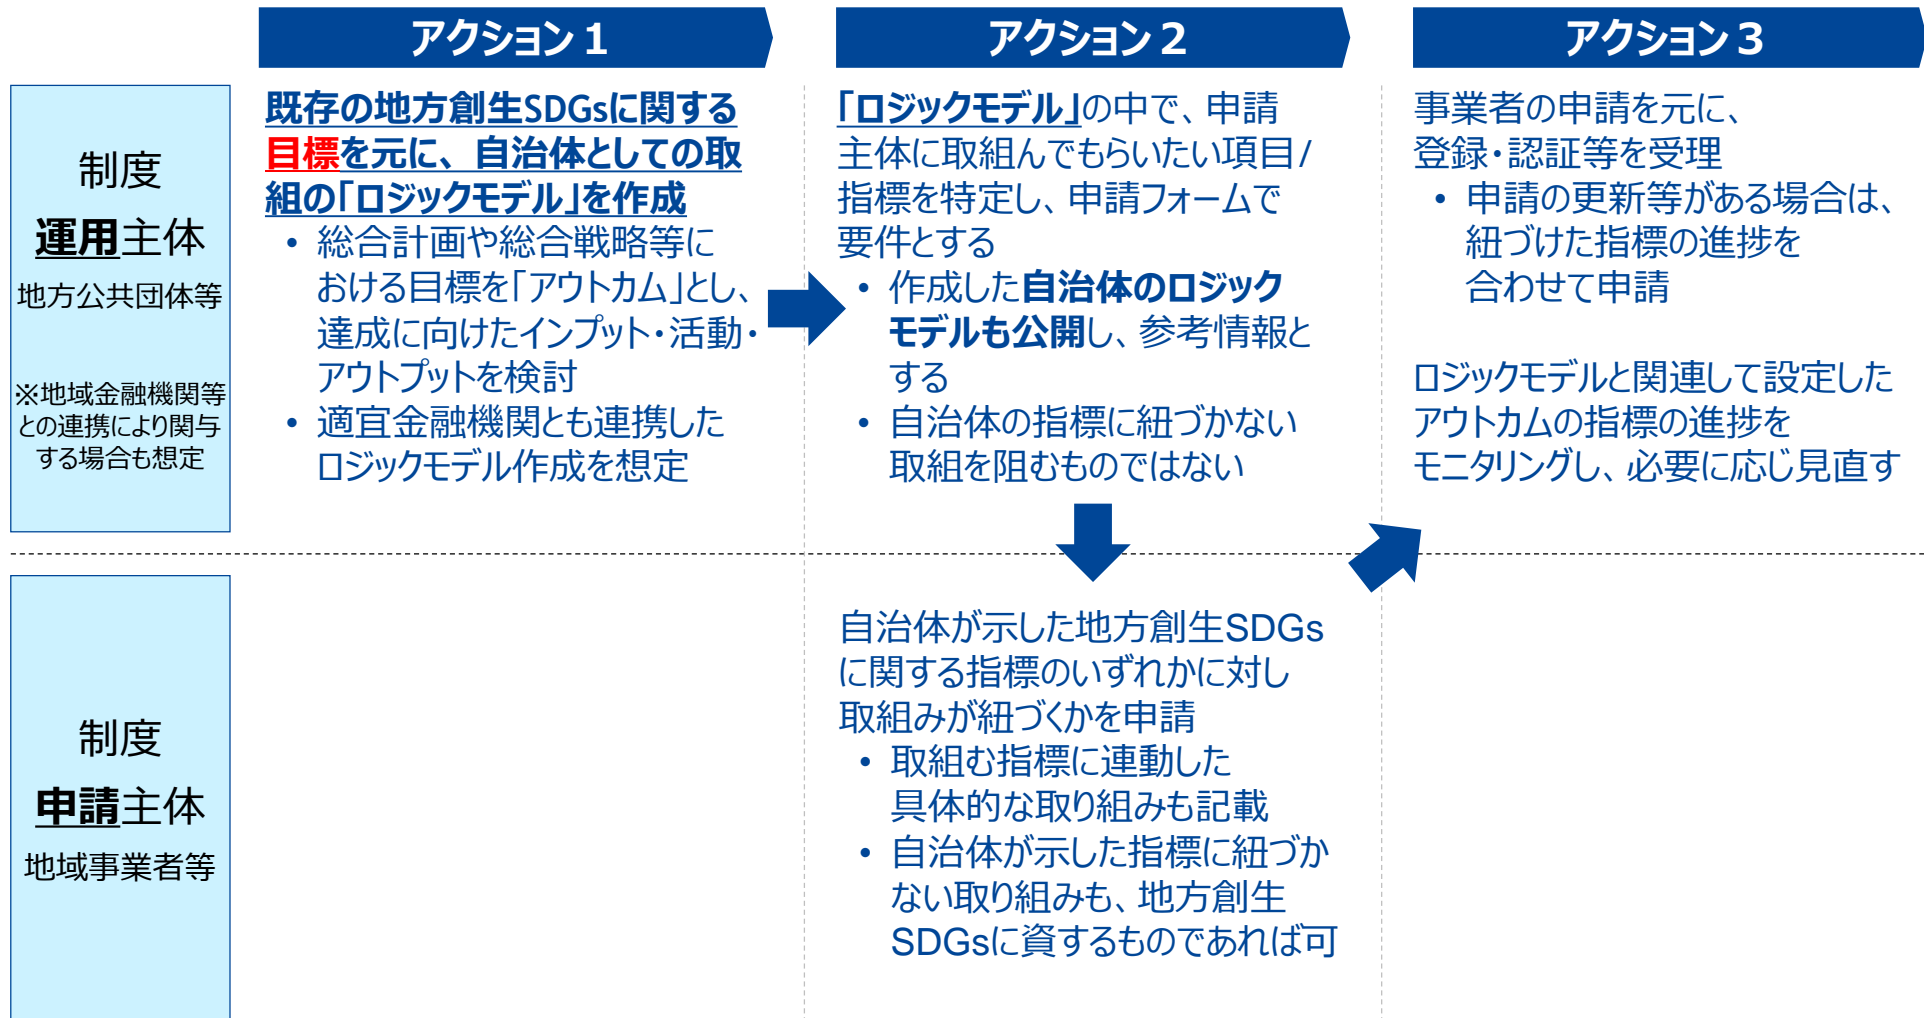 アクション１
アクション２
アクション３
制度
運用主体
地方公共団体等
※地域金融機関等
との連携により関与
する場合も想定
既存の地方創生SDGsに関する
目標を元に、自治体としての取
組の「ロジックモデル」を作成
• 総合計画や総合戦略等に
おける目標を「アウトカム」とし、
達成に向けたインプット・活動・
アウトプットを検討
• 適宜金融機関とも連携した
ロジックモデル作成を想定
「ロジックモデル」の中で、申請
主体に取組んでもらいたい項目/
指標を特定し、申請フォームで
要件とする
• 作成した自治体のロジック
モデルも公開し、参考情報と
する
• 自治体の指標に紐づかない
取組を阻むものではない
事業者の申請を元に、
登録・認証等を受理
• 申請の更新等がある場合は、
紐づけた指標の進捗を
合わせて申請
ロジックモデルと関連して設定した
アウトカムの指標の進捗を
モニタリングし、必要に応じ見直す
制度
申請主体
地域事業者等
自治体が示した地方創生SDGs
に関する指標のいずれかに対し
取組みが紐づくかを申請
• 取組む指標に連動した
具体的な取り組みも記載
• 自治体が示した指標に紐づか
ない取り組みも、地方創生
SDGsに資するものであれば可